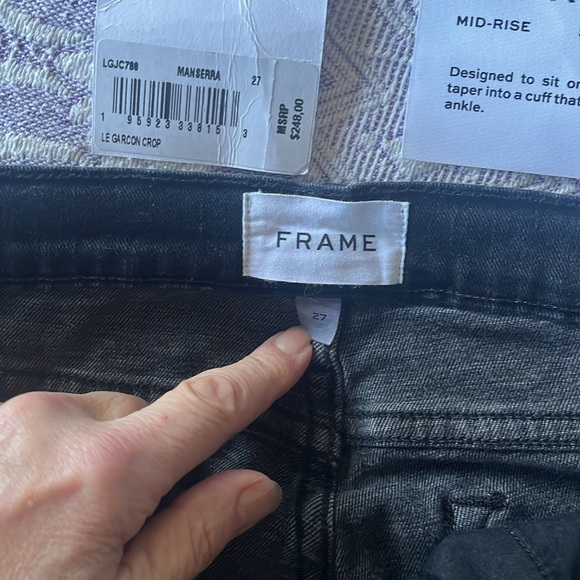 LGJC786 MANSERRA 27
1 95923 33815 3
LE GARCON CROP
MSRP
$248.00
MID-RISE
Designed to sit on
taper into a cuff that
ankle.
FRAME
27